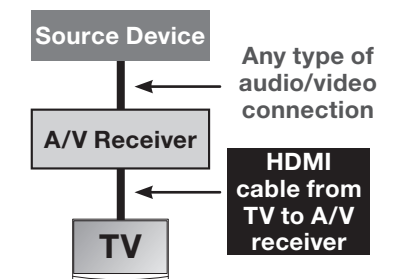 Source Device
Any type of
audio/video
connection
A/V Receiver
HDMI
cable from
TV to A/V
receiver
TV